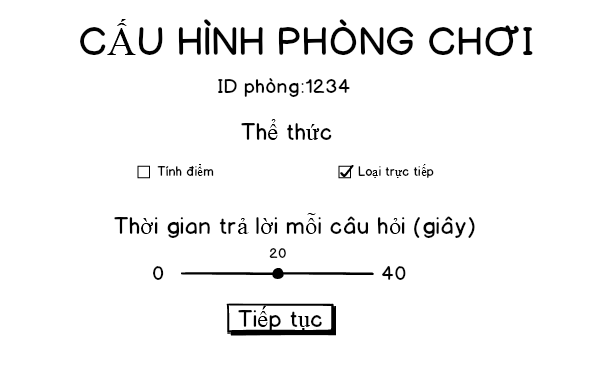 CẤU HÌNH PHÒNG CHƠI
ID phòng:1234
Thể thức
Tính điểm
Loại trực tiếp
Thời gian trả lời mỗi câu hỏi (giây)
20
0
40
Tiếp tục